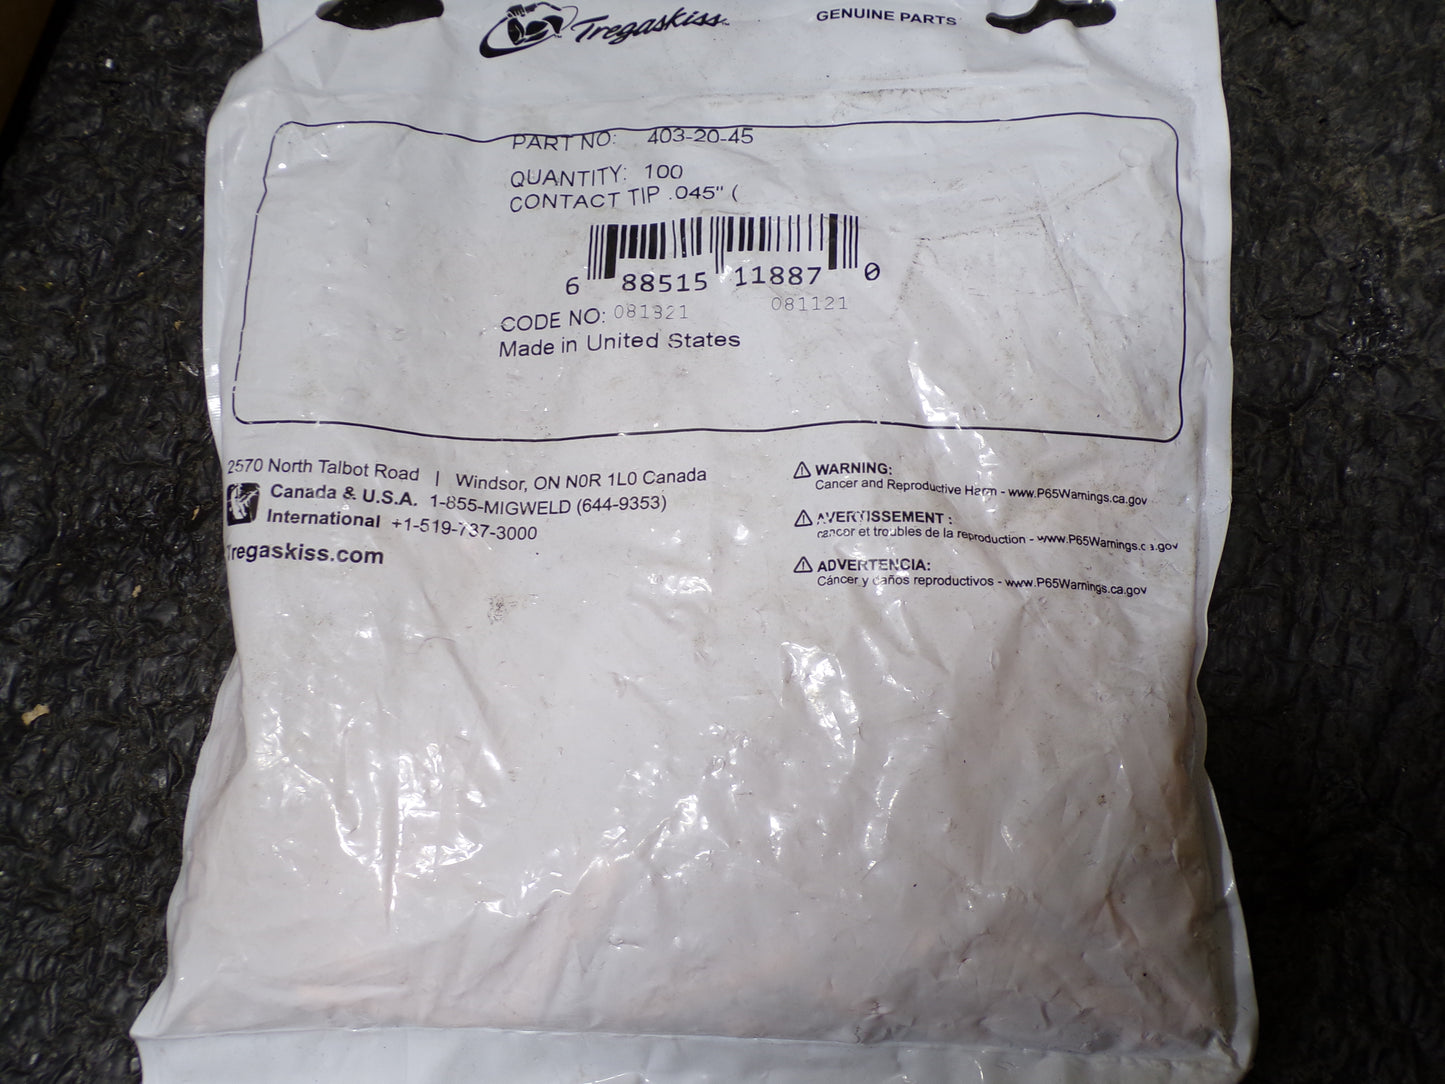 Tregaskiss
GENUINE PARTS
PART NO: 403-20-45
QUANTITY: 100
CONTACT TIP .045" (
6 88515 11887 0
CODE NO: 081321 081121
Made in United States
2570 North Talbot Road | Windsor, ON N0R 1L0 Canada
Canada & U.S.A. 1-855-MIGWELD (644-9353)
International +1-519-737-3000
Tregaskiss.com
WARNING:
Cancer and Reproductive Harm - www.P65Warnings.ca.gov
AVERTISSEMENT :
cancer et troubles de la reproduction - www.P65Warnings.ca.gov
ADVERTENCIA:
Cáncer y daños reproductivos - www.P65Warnings.ca.gov